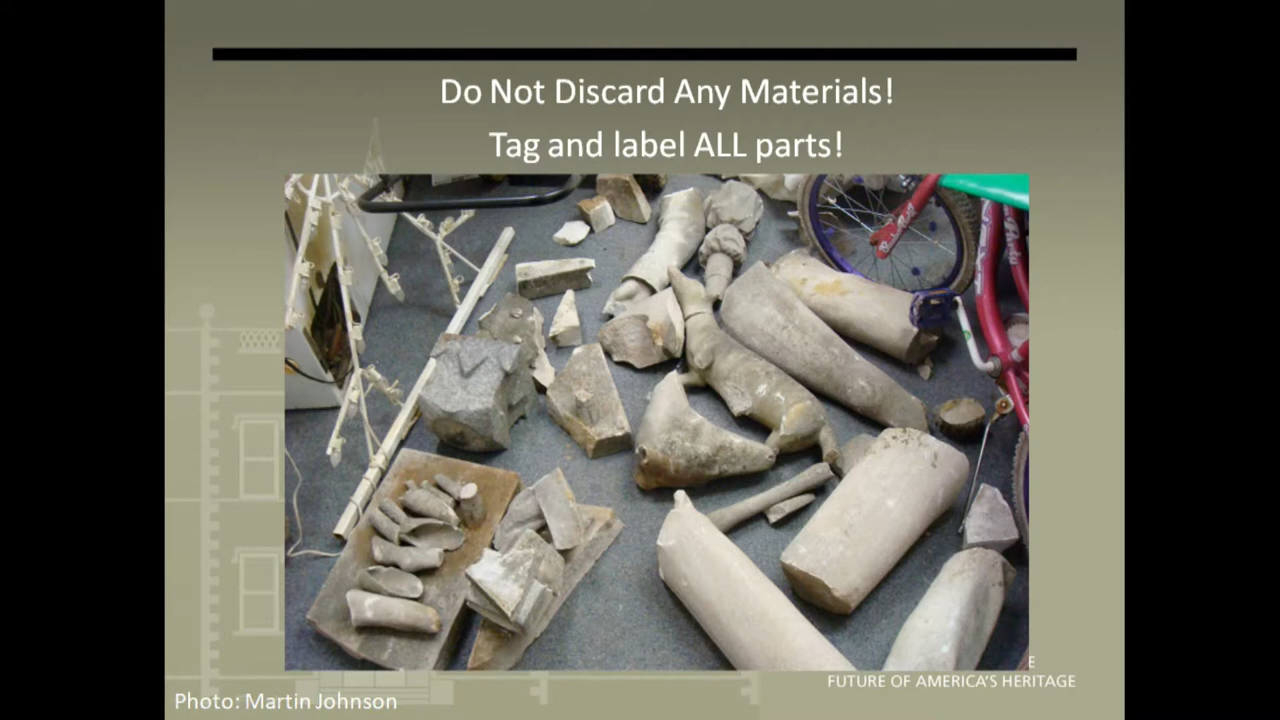 Do Not Discard Any Materials!
Tag and label ALL parts!
E
FUTURE OF AMERICA'S HERITAGE
Photo: Martin Johnson